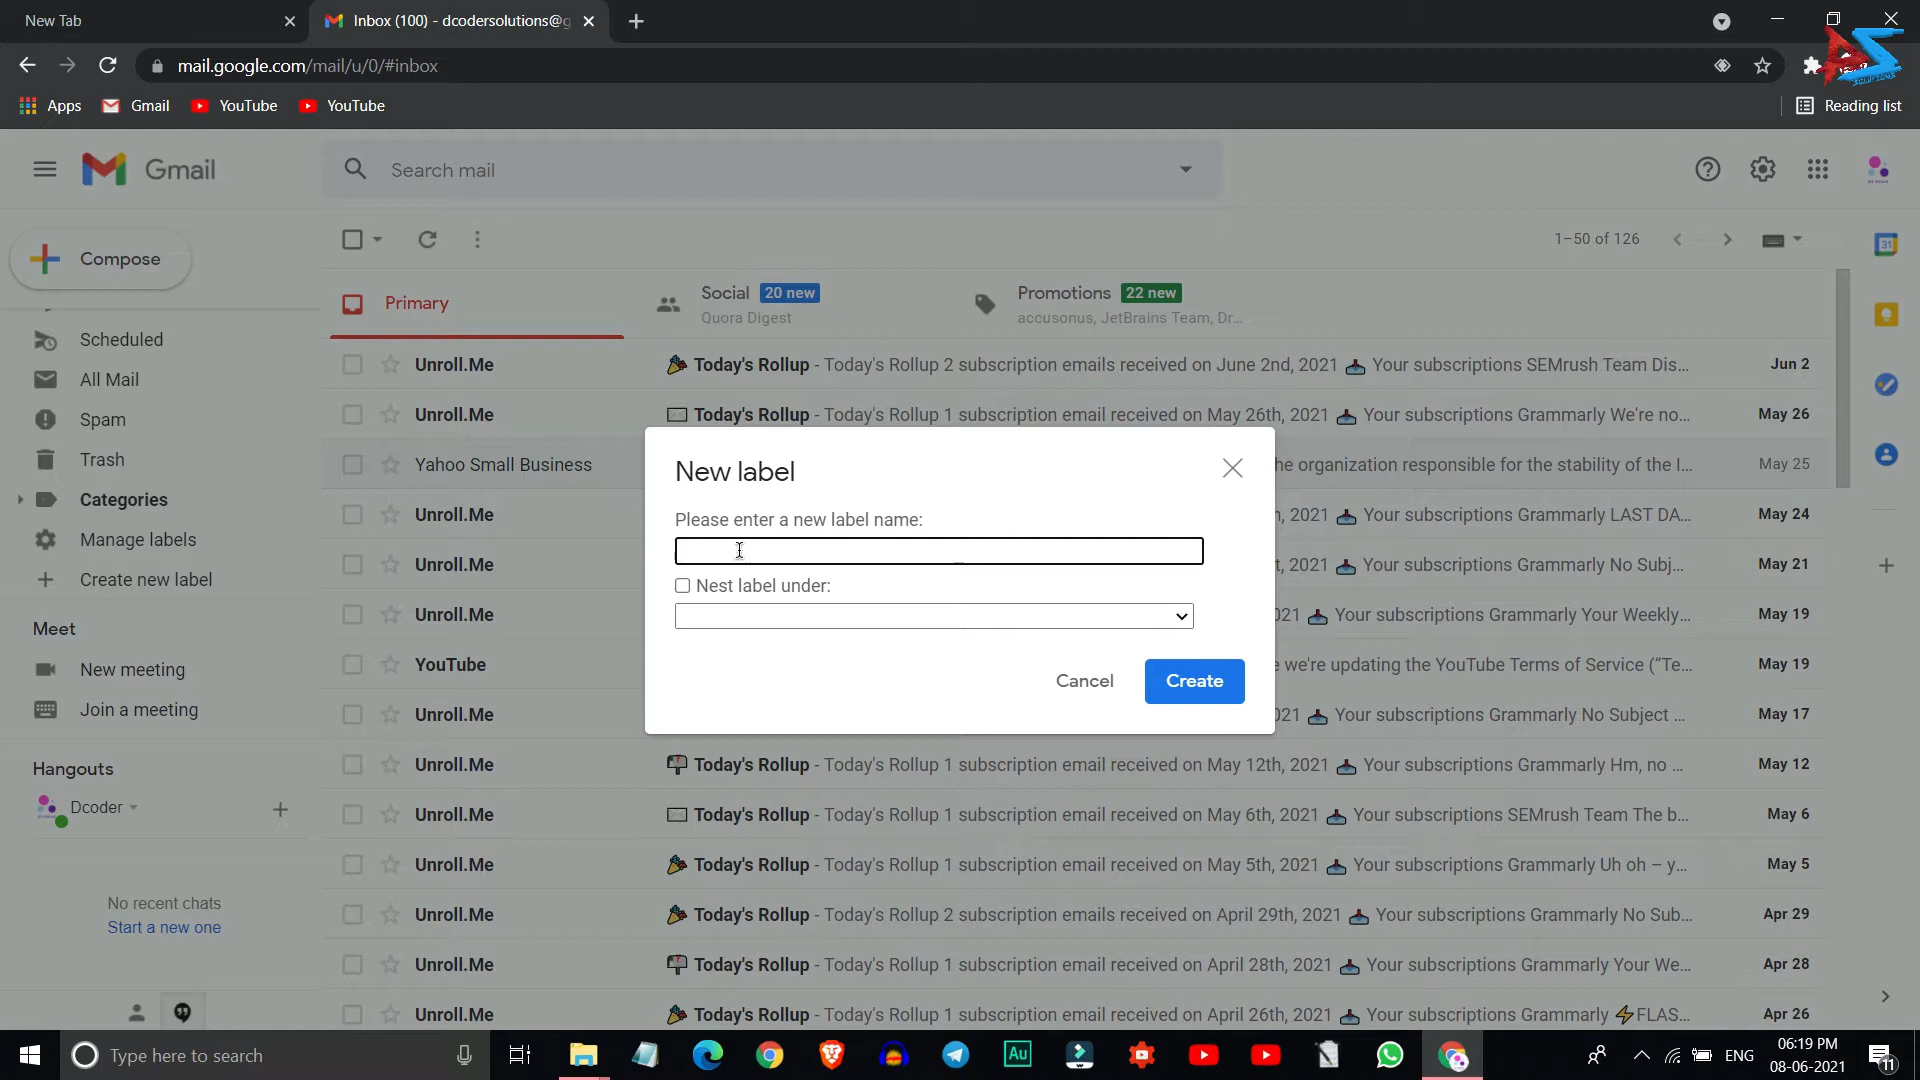 New Tab
Inbox (100) - dcodersolutions@g
mail.google.com/mail/u/0/#inbox
Apps Gmail YouTube YouTube Reading list
Gmail Search mail
Compose 1–50 of 126
Primary Social 20 new Promotions 22 new
Quora Digest accusonus, JetBrains Team, Dr...
Scheduled
All Mail
Spam
Trash
Categories
Manage labels
Create new label
Meet
New meeting
Join a meeting
Hangouts
Dcoder
No recent chats
Start a new one
Unroll.Me Today's Rollup - Today's Rollup 2 subscription emails received on June 2nd, 2021 Your subscriptions SEMrush Team Dis... Jun 2
Unroll.Me Today's Rollup - Today's Rollup 1 subscription email received on May 26th, 2021 Your subscriptions Grammarly We're no... May 26
Yahoo Small Business he organization responsible for the stability of the I... May 25
Unroll.Me h, 2021 Your subscriptions Grammarly LAST DA... May 24
Unroll.Me t, 2021 Your subscriptions Grammarly No Subj... May 21
Unroll.Me 021 Your subscriptions Grammarly Your Weekly... May 19
YouTube e we're updating the YouTube Terms of Service (“Te... May 19
Unroll.Me 021 Your subscriptions Grammarly No Subject ... May 17
Unroll.Me Today's Rollup - Today's Rollup 1 subscription email received on May 12th, 2021 Your subscriptions Grammarly Hm, no ... May 12
Unroll.Me Today's Rollup - Today's Rollup 1 subscription email received on May 6th, 2021 Your subscriptions SEMrush Team The b... May 6
Unroll.Me Today's Rollup - Today's Rollup 1 subscription email received on May 5th, 2021 Your subscriptions Grammarly Uh oh – y... May 5
Unroll.Me Today's Rollup - Today's Rollup 2 subscription emails received on April 29th, 2021 Your subscriptions Grammarly No Sub... Apr 29
Unroll.Me Today's Rollup - Today's Rollup 1 subscription email received on April 28th, 2021 Your subscriptions Grammarly Your We... Apr 28
Unroll.Me Today's Rollup - Today's Rollup 1 subscription email received on April 26th, 2021 Your subscriptions Grammarly ⚡FLAS... Apr 26
New label
Please enter a new label name:
Nest label under:
Cancel Create
31
Type here to search
Au
ENG
06:19 PM
08-06-2021
11